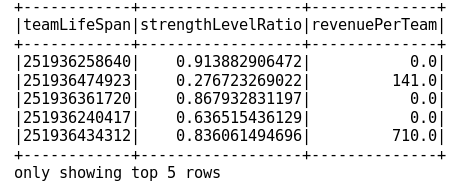 +------------+------------------+--------------+
|teamLifeSpan|strengthLevelRatio|revenuePerTeam|
+------------+------------------+--------------+
|251936258640|    0.913882906472|           0.0|
|251936474923|    0.276723269022|         141.0|
|251936361720|    0.867932831197|           0.0|
|251936240417|    0.636515436129|           0.0|
|251936434312|    0.836061494696|         710.0|
+------------+------------------+--------------+
only showing top 5 rows